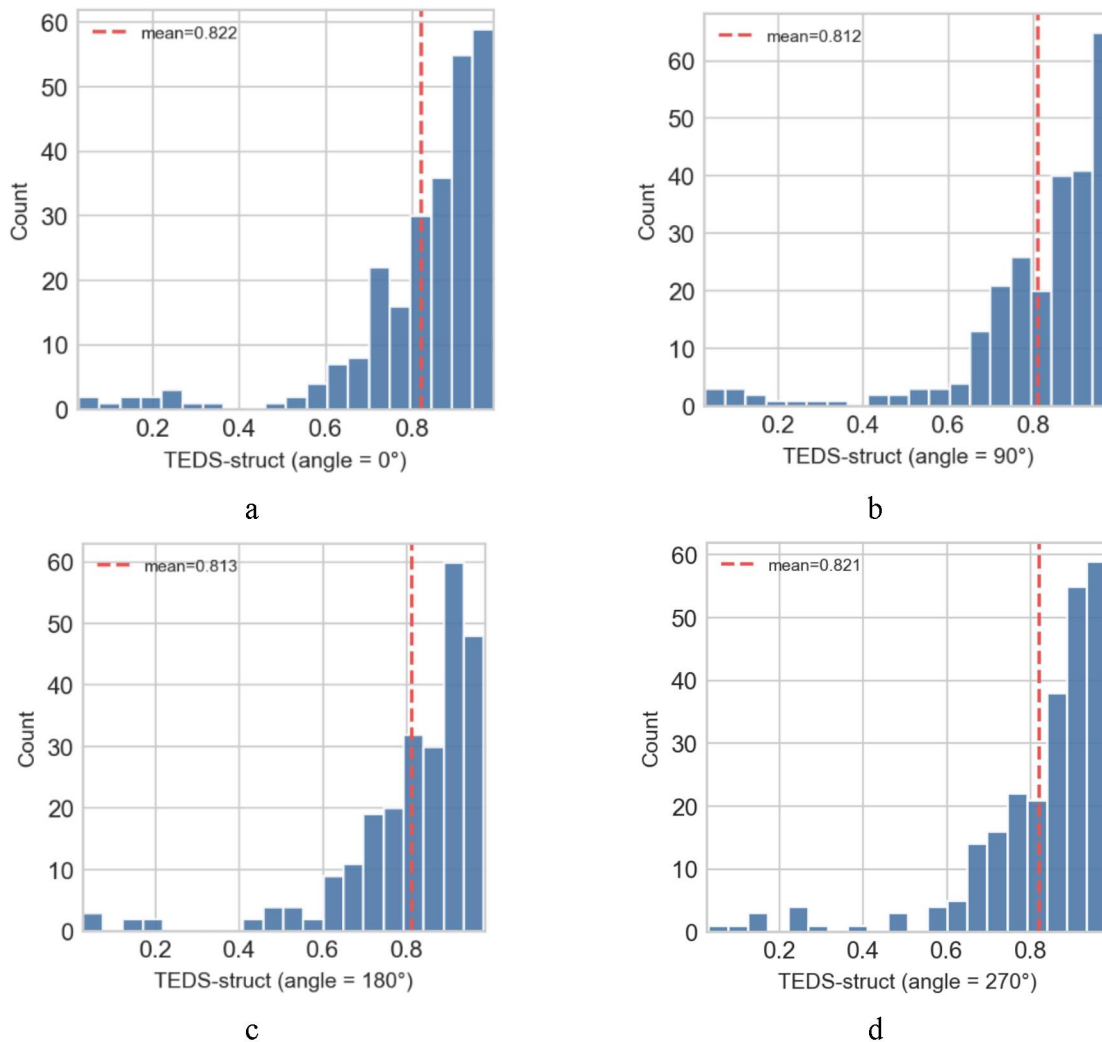 mean=0.822
60
50
40
30
20
10
0
Count
0.2 0.4 0.6 0.8
TEDS-struct (angle = 0°)
a
mean=0.812
60
50
40
30
20
10
0
Count
0.2 0.4 0.6 0.8
TEDS-struct (angle = 90°)
b
mean=0.813
60
50
40
30
20
10
0
Count
0.2 0.4 0.6 0.8
TEDS-struct (angle = 180°)
c
mean=0.821
60
50
40
30
20
10
0
Count
0.2 0.4 0.6 0.8
TEDS-struct (angle = 270°)
d